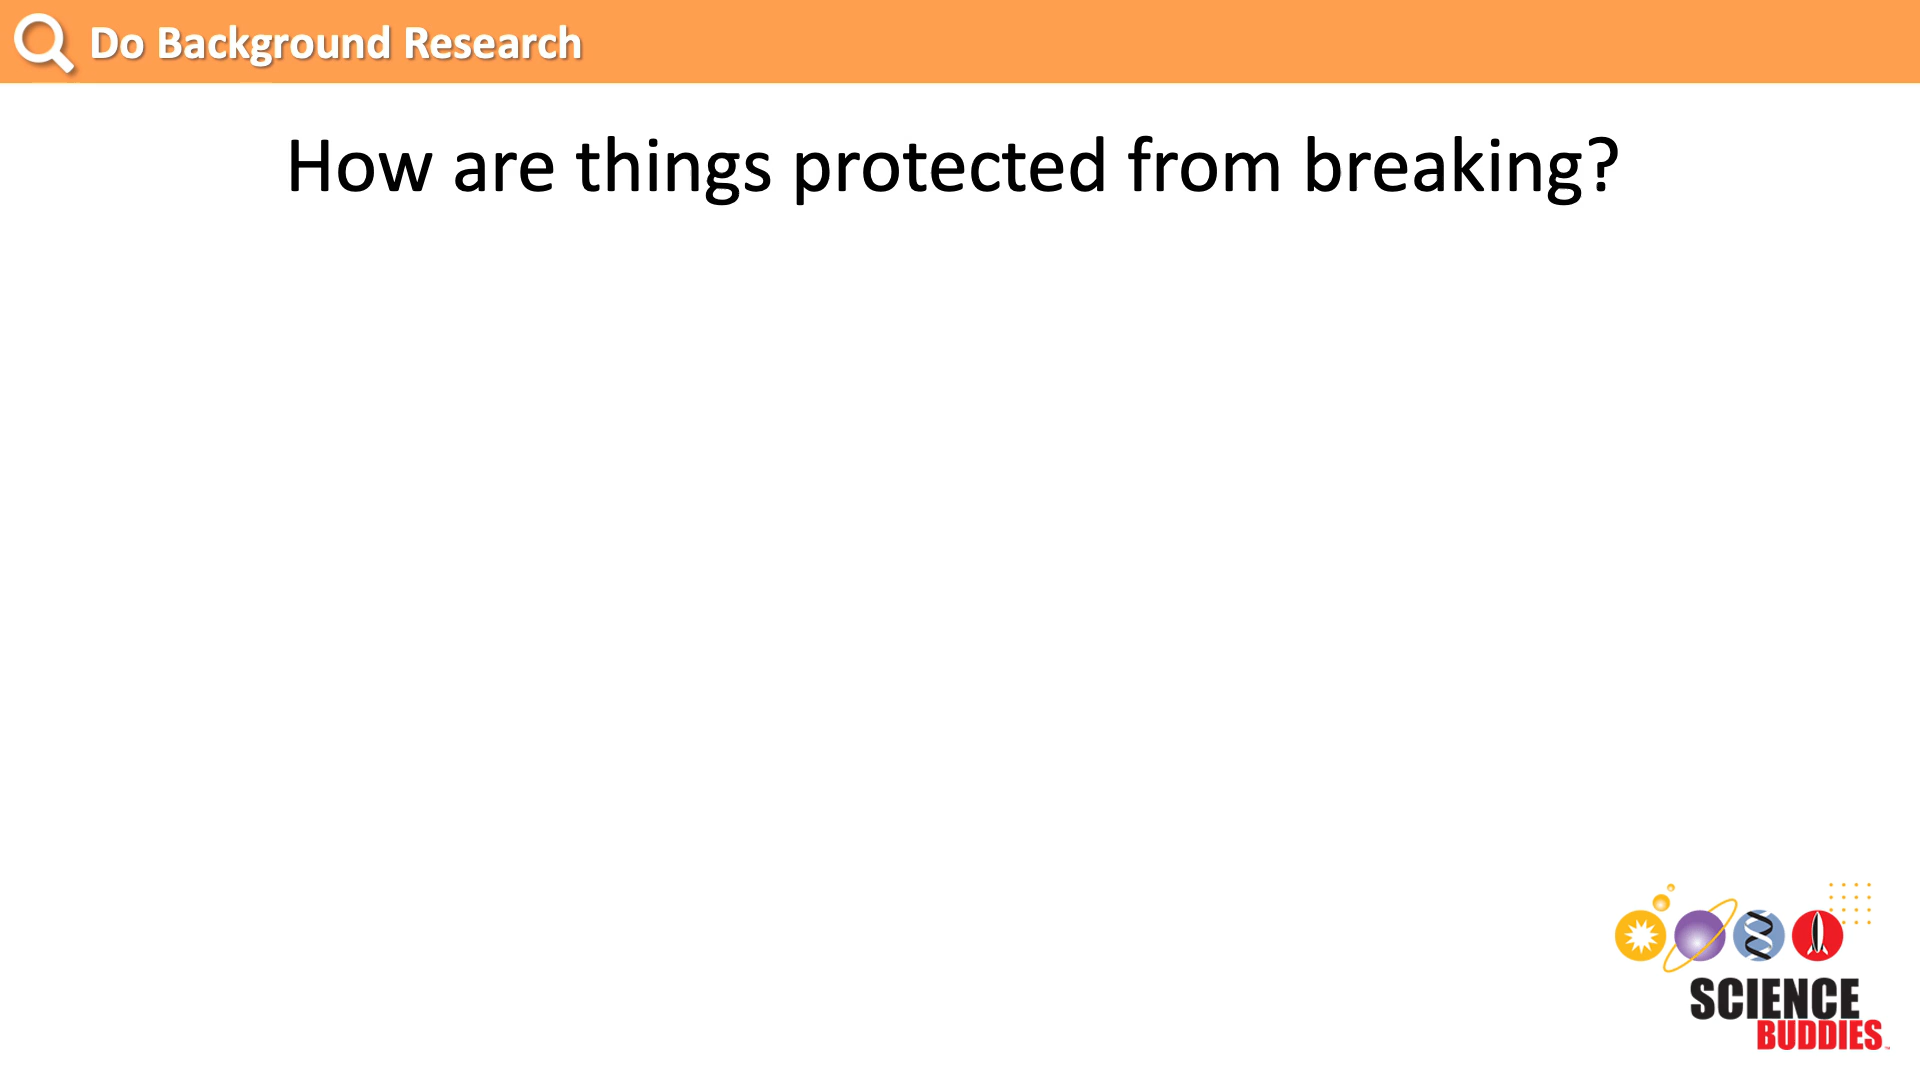 Do Background Research
How are things protected from breaking?
SCIENCE
BUDDIES